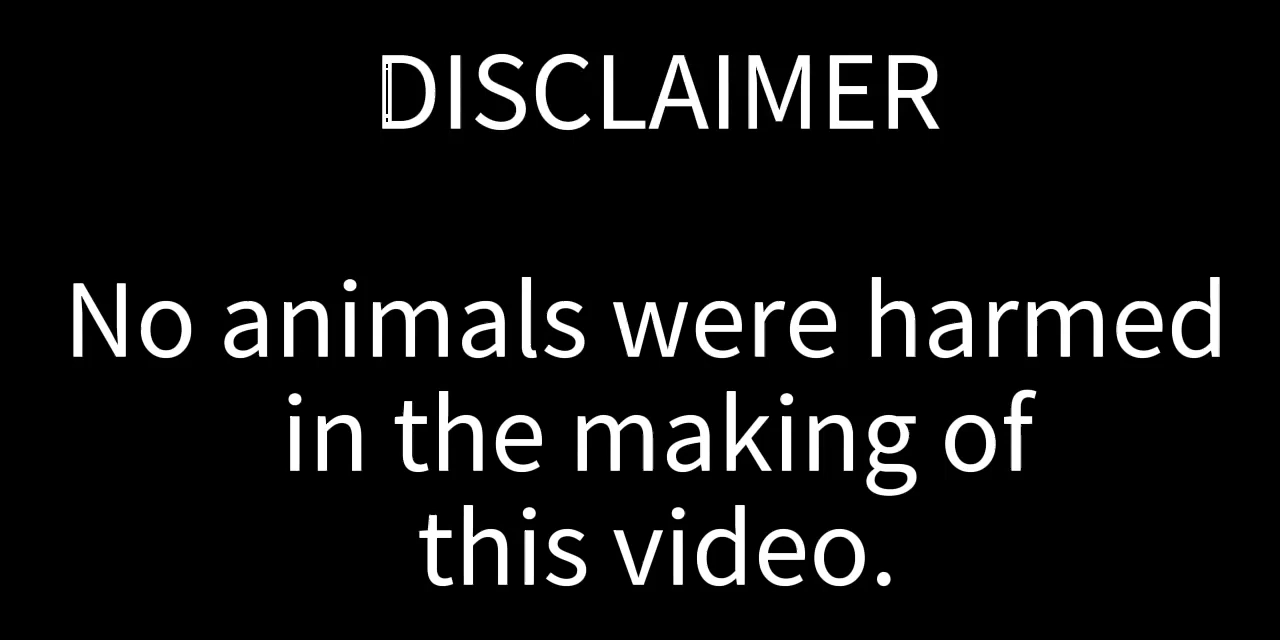 DISCLAIMER
No animals were harmed
in the making of
this video.